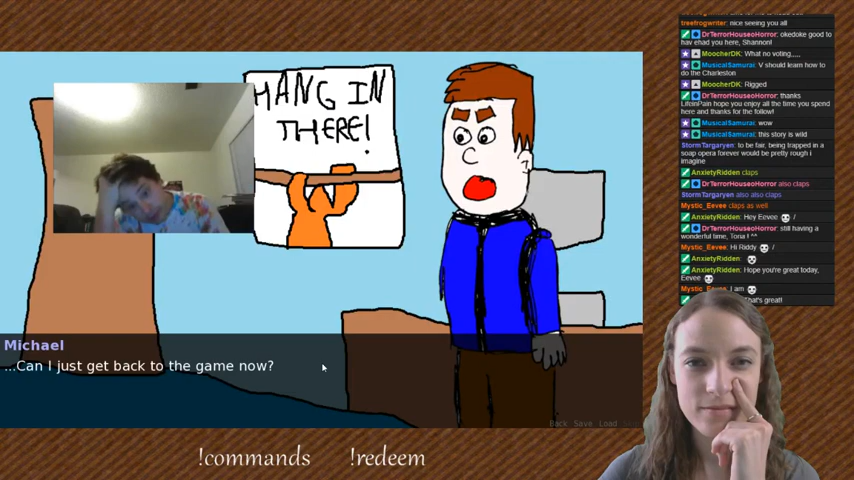 treefrogwriter: nice seeing you all
DrTerrorHouseoHorror: okedoke good to
hav ehad you here, Shannon!
MoocherDK: What no voting.....
MusicalSamurai: V should learn how to
do the Charleston
MoocherDK: Rigged
DrTerrorHouseoHorror: thanks
LifeinPain hope you enjoy all the time you spend
here and thanks for the follow!
MusicalSamurai: wow
MusicalSamurai: this story is wild
StormTargaryen: to be fair, being trapped in a
soap opera forever would be pretty rough i
imagine
AnxietyRidden claps
DrTerrorHouseoHorror also claps
StormTargaryen also also claps
Mystic_Eevee: claps as well
AnxietyRidden: Hey Eevee /
DrTerrorHouseoHorror: still having a
wonderful time, Toria! ^^
Mystic_Eevee: Hi Riddy /
AnxietyRidden:
AnxietyRidden: Hope you're great today,
Eevee
Mystic_Eevee: I am
That's great!
HANG IN
THERE!
Michael
...Can I just get back to the game now?
Back Save Load
!commands !redeem